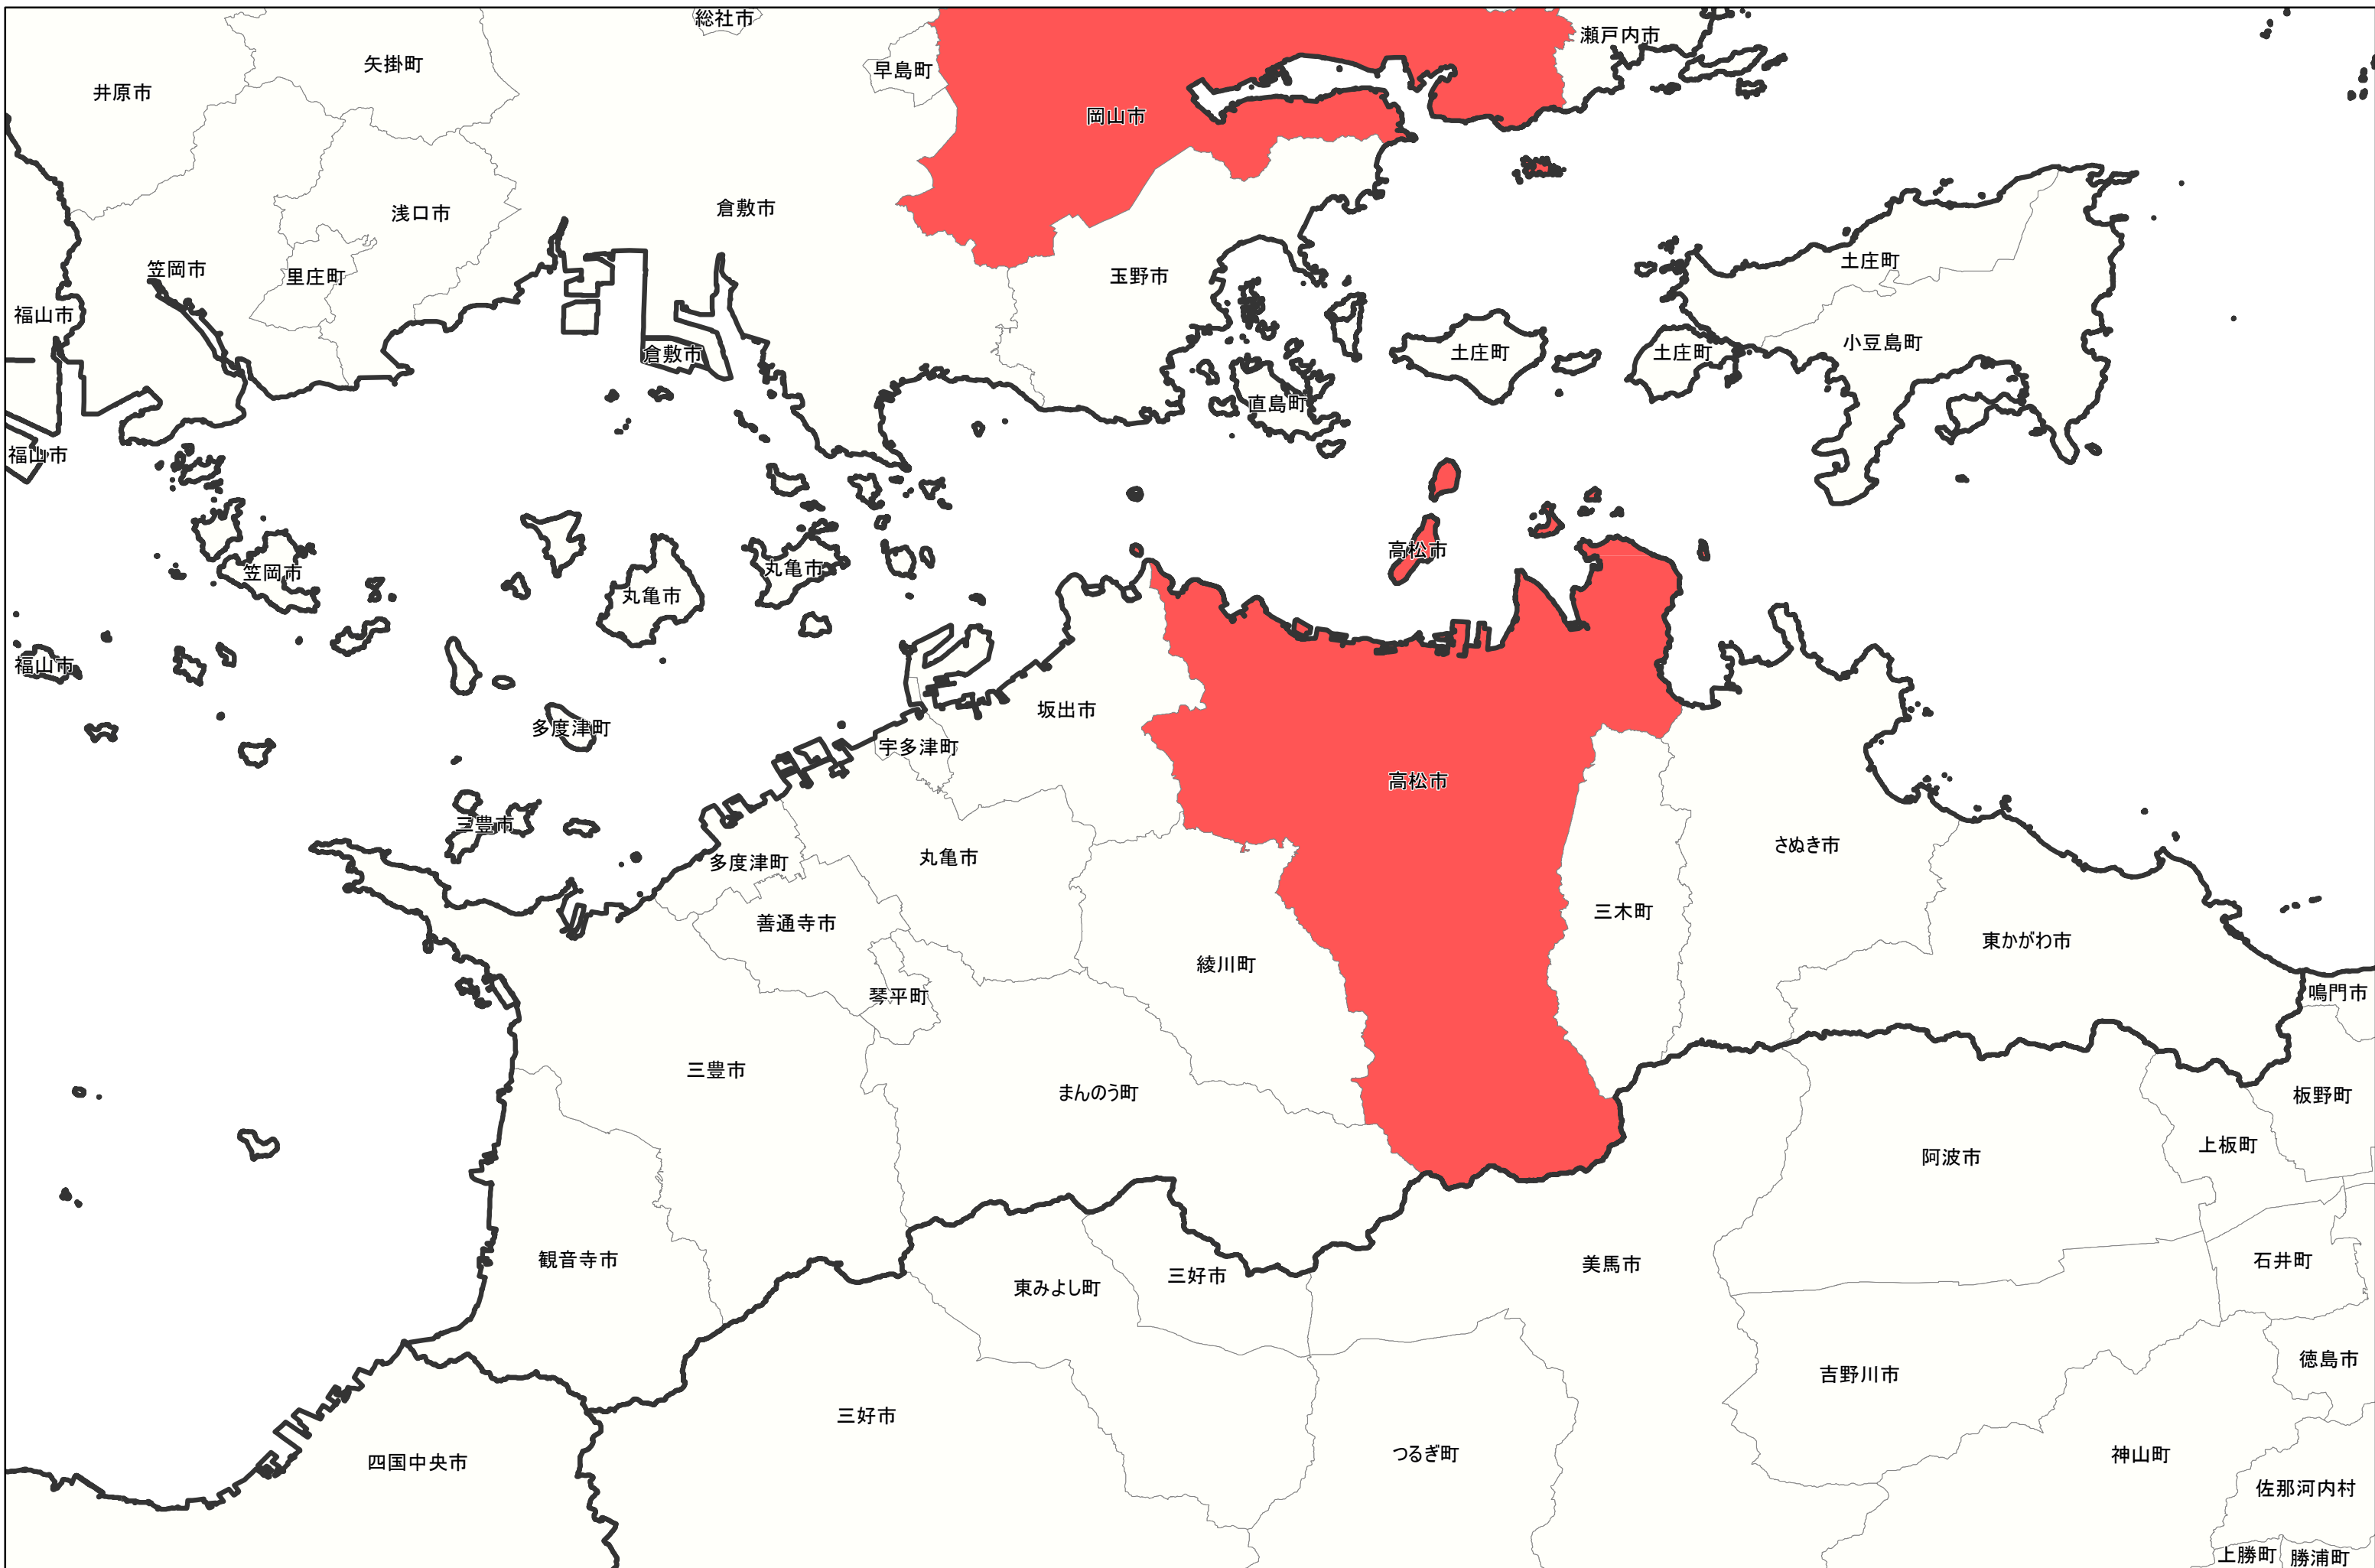 総社市
瀬戸内市
矢掛町
早島町
井原市
岡山市
倉敷市
浅口市
土庄町
笠岡市
里庄町
玉野市
福山市
小豆島町
倉敷市
土庄町
土庄町
直島町
福山市
高松市
丸亀市
笠岡市
丸亀市
福山市
坂出市
多度津町
宇多津町
高松市
三豊市
さぬき市
丸亀市
多度津町
三木町
善通寺市
東かがわ市
綾川町
鳴門市
琴平町
三豊市
まんのう町
板野町
上板町
阿波市
観音寺市
石井町
美馬市
三好市
東みよし町
徳島市
吉野川市
三好市
つるぎ町
神山町
四国中央市
佐那河内村
上勝町
勝浦町